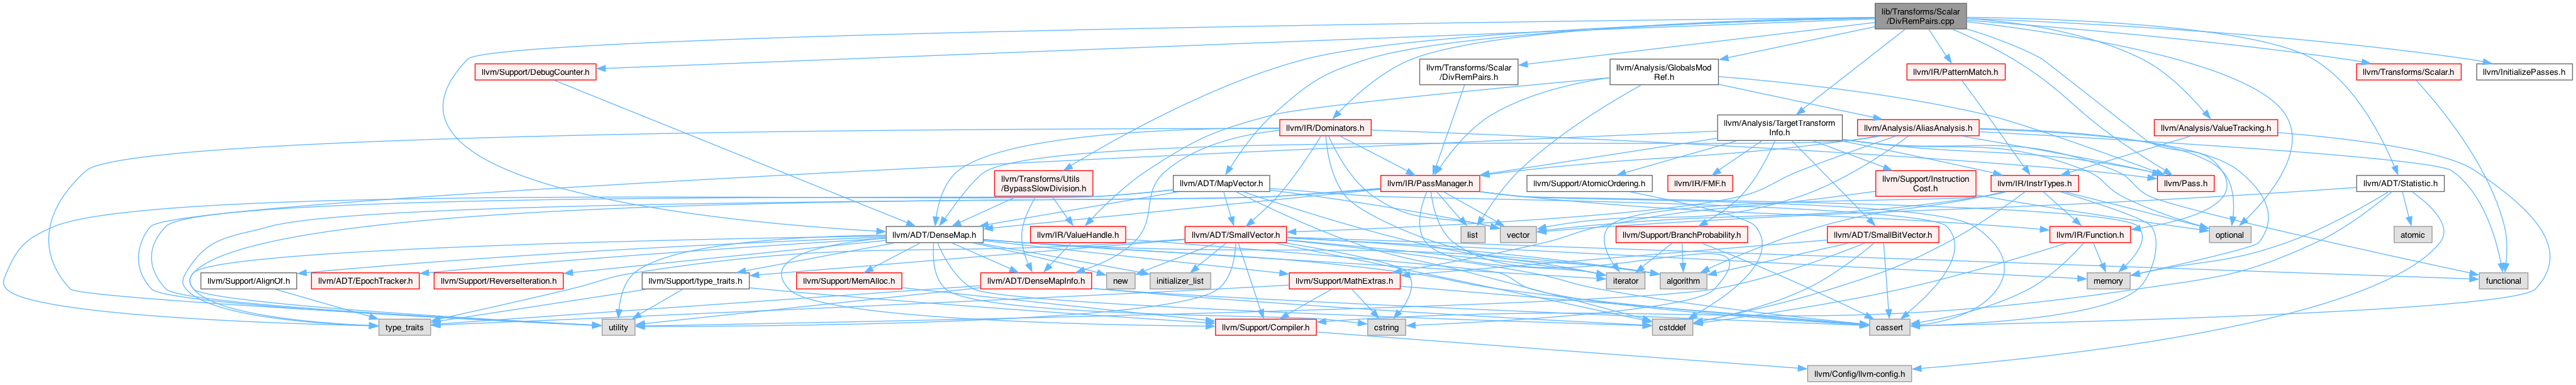 lib/Transforms/Scalar
/DivRemPairs.cpp
llvm/Support/DebugCounter.h
llvm/Transforms/Scalar
/DivRemPairs.h
llvm/Analysis/GlobalsMod
Ref.h
llvm/IR/PatternMatch.h
llvm/Transforms/Scalar.h
llvm/InitializePasses.h
llvm/IR/Dominators.h
llvm/Analysis/TargetTransform
Info.h
llvm/Analysis/AliasAnalysis.h
llvm/Analysis/ValueTracking.h
llvm/Transforms/Utils
/BypassSlowDivision.h
llvm/ADT/MapVector.h
llvm/IR/PassManager.h
llvm/Support/AtomicOrdering.h
llvm/IR/FMF.h
llvm/Support/Instruction
Cost.h
llvm/IR/InstrTypes.h
llvm/Pass.h
llvm/ADT/Statistic.h
llvm/ADT/DenseMap.h
llvm/IR/ValueHandle.h
llvm/ADT/SmallVector.h
list
vector
llvm/Support/BranchProbability.h
llvm/ADT/SmallBitVector.h
llvm/IR/Function.h
optional
atomic
llvm/Support/AlignOf.h
llvm/ADT/EpochTracker.h
llvm/Support/ReverseIteration.h
llvm/Support/type_traits.h
llvm/Support/MemAlloc.h
llvm/ADT/DenseMapInfo.h
new
initializer_list
llvm/Support/MathExtras.h
iterator
algorithm
memory
functional
type_traits
utility
llvm/Support/Compiler.h
cstring
cstddef
cassert
llvm/Config/llvm-config.h